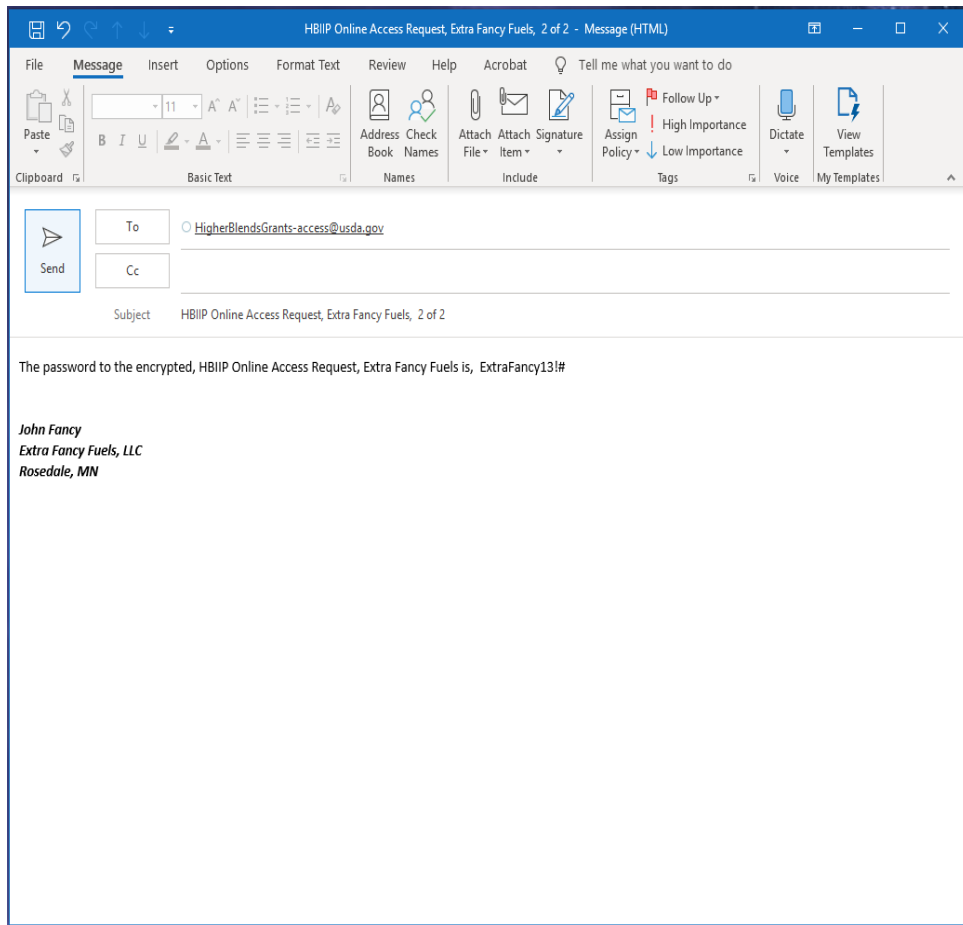 HBIIP Online Access Request, Extra Fancy Fuels,  2 of 2  -  Message (HTML)
File Message Insert Options Format Text Review Help Acrobat Tell me what you want to do
Paste
11
A^ A˅
B I U A
Address Book
Check Names
Attach File
Attach Item
Signature
Assign Policy
Follow Up
High Importance
Low Importance
Dictate
View Templates
Clipboard Basic Text Names Include Tags Voice My Templates
Send
To HigherBlendsGrants-access@usda.gov
Cc
Subject HBIIP Online Access Request, Extra Fancy Fuels,  2 of 2
The password to the encrypted, HBIIP Online Access Request, Extra Fancy Fuels is,  ExtraFancy13!#
John Fancy
Extra Fancy Fuels, LLC
Rosedale, MN